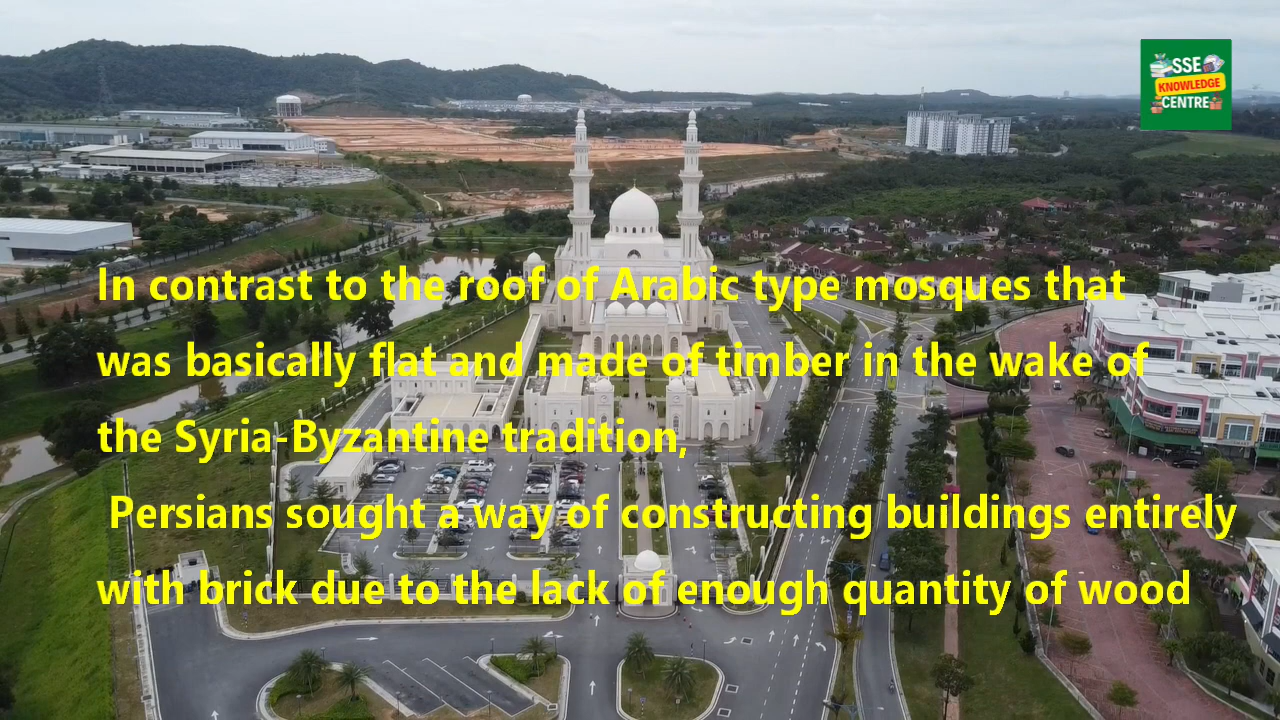 SSE
KNOWLEDGE
CENTRE
In contrast to the roof of Arabic type mosques that
was basically flat and made of timber in the wake of
the Syria-Byzantine tradition,
Persians sought a way of constructing buildings entirely
with brick due to the lack of enough quantity of wood